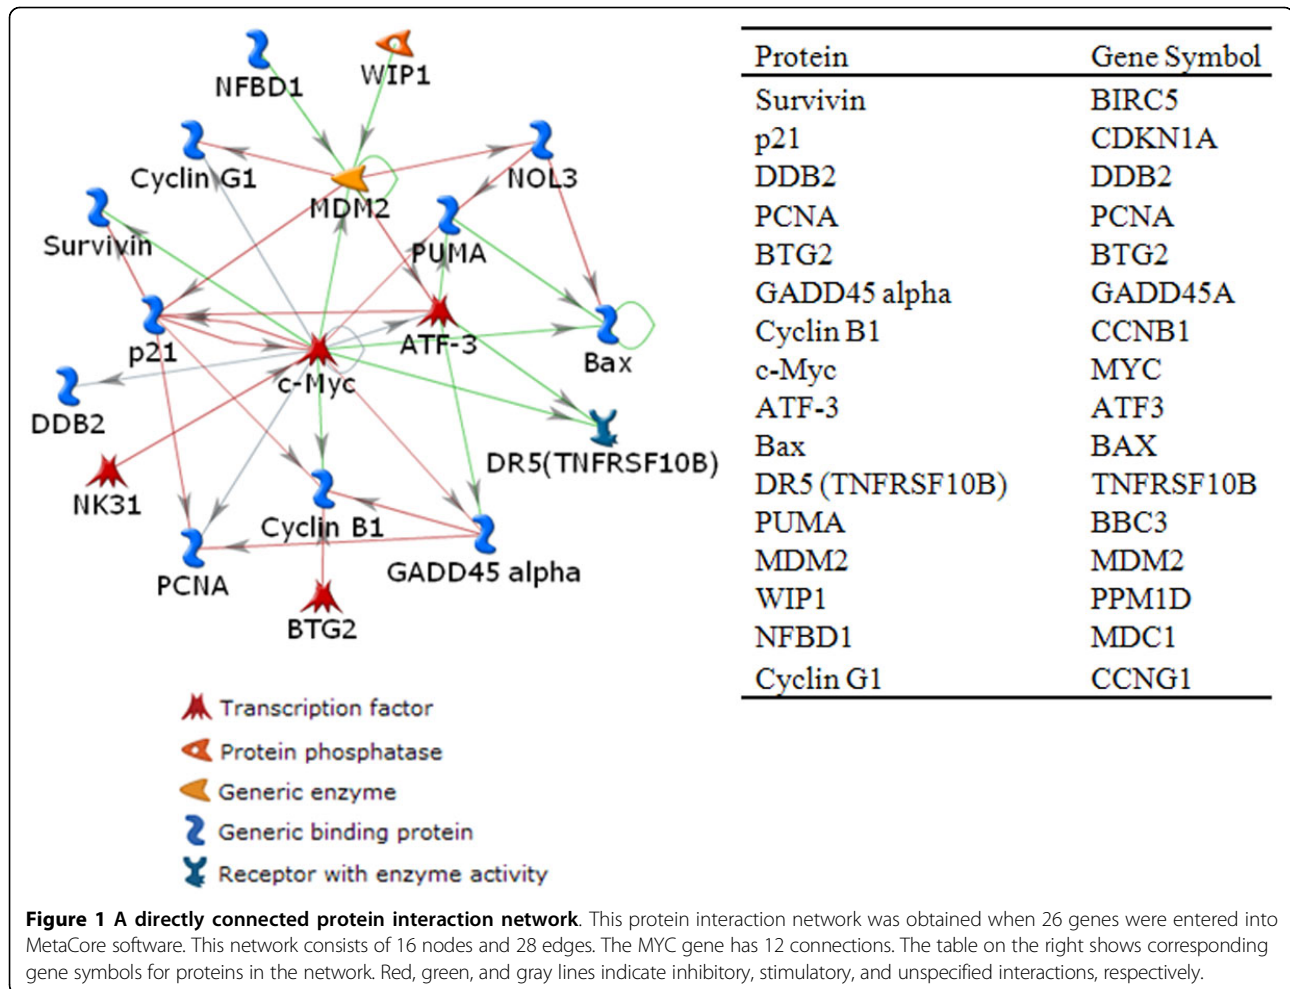 NFBD1
WIP1
Cyclin G1
NOL3
MDM2
Survivin
PUMA
p21
ATF-3
Bax
c-Myc
DDB2
DR5(TNFRSF10B)
NK31
Cyclin B1
GADD45 alpha
PCNA
BTG2
Transcription factor
Protein phosphatase
Generic enzyme
Generic binding protein
Receptor with enzyme activity
Protein Gene Symbol
Survivin BIRC5
p21 CDKN1A
DDB2 DDB2
PCNA PCNA
BTG2 BTG2
GADD45 alpha GADD45A
Cyclin B1 CCNB1
c-Myc MYC
ATF-3 ATF3
Bax BAX
DR5 (TNFRSF10B) TNFRSF10B
PUMA BBC3
MDM2 MDM2
WIP1 PPM1D
NFBD1 MDC1
Cyclin G1 CCNG1
Figure 1 A directly connected protein interaction network. This protein interaction network was obtained when 26 genes were entered into
MetaCore software. This network consists of 16 nodes and 28 edges. The MYC gene has 12 connections. The table on the right shows corresponding
gene symbols for proteins in the network. Red, green, and gray lines indicate inhibitory, stimulatory, and unspecified interactions, respectively.